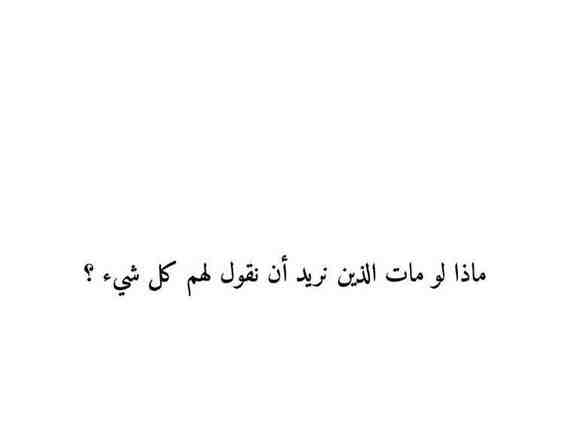 ماذا لو مات الذين نريد أن نقول لهم كل شيء ؟